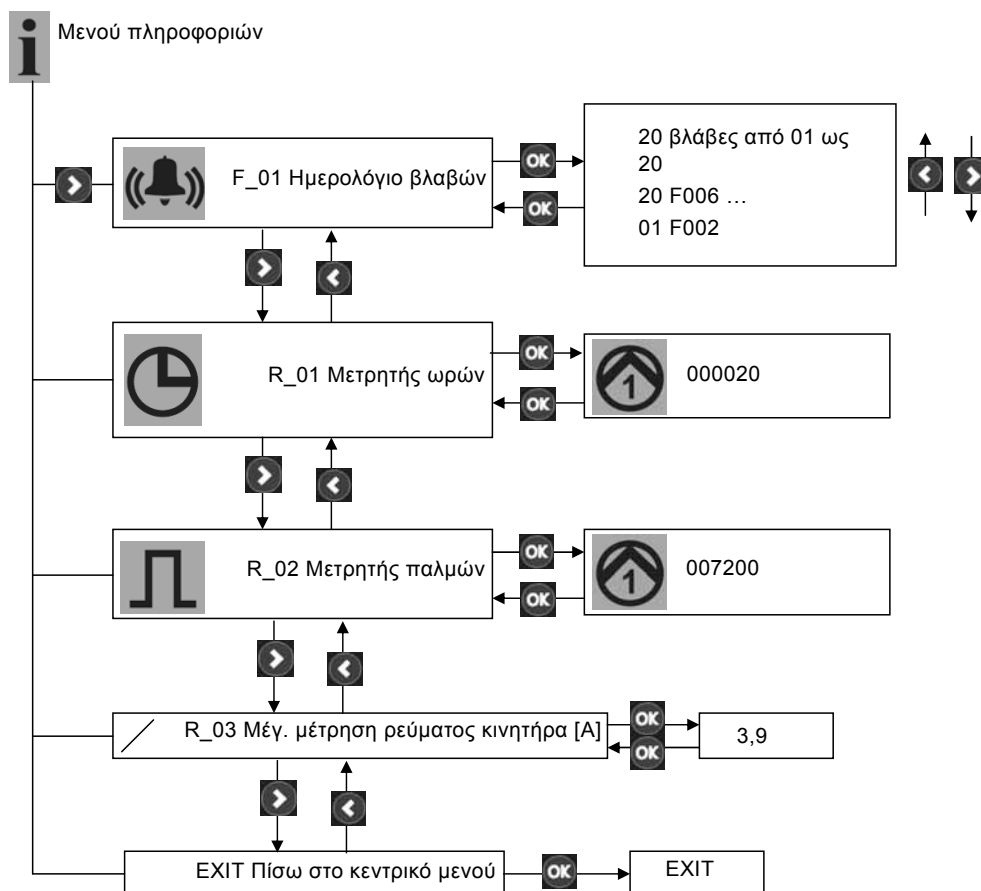 Μενού πληροφοριών
F_01 Ημερολόγιο βλαβών
OK
OK
20 βλάβες από 01 ως
20
20 F006 …
01 F002
R_01 Μετρητής ωρών
OK
OK
1
000020
R_02 Μετρητής παλμών
OK
OK
1
007200
R_03 Μέγ. μέτρηση ρεύματος κινητήρα [A]
OK
OK
3,9
EXIT Πίσω στο κεντρικό μενού
OK
EXIT